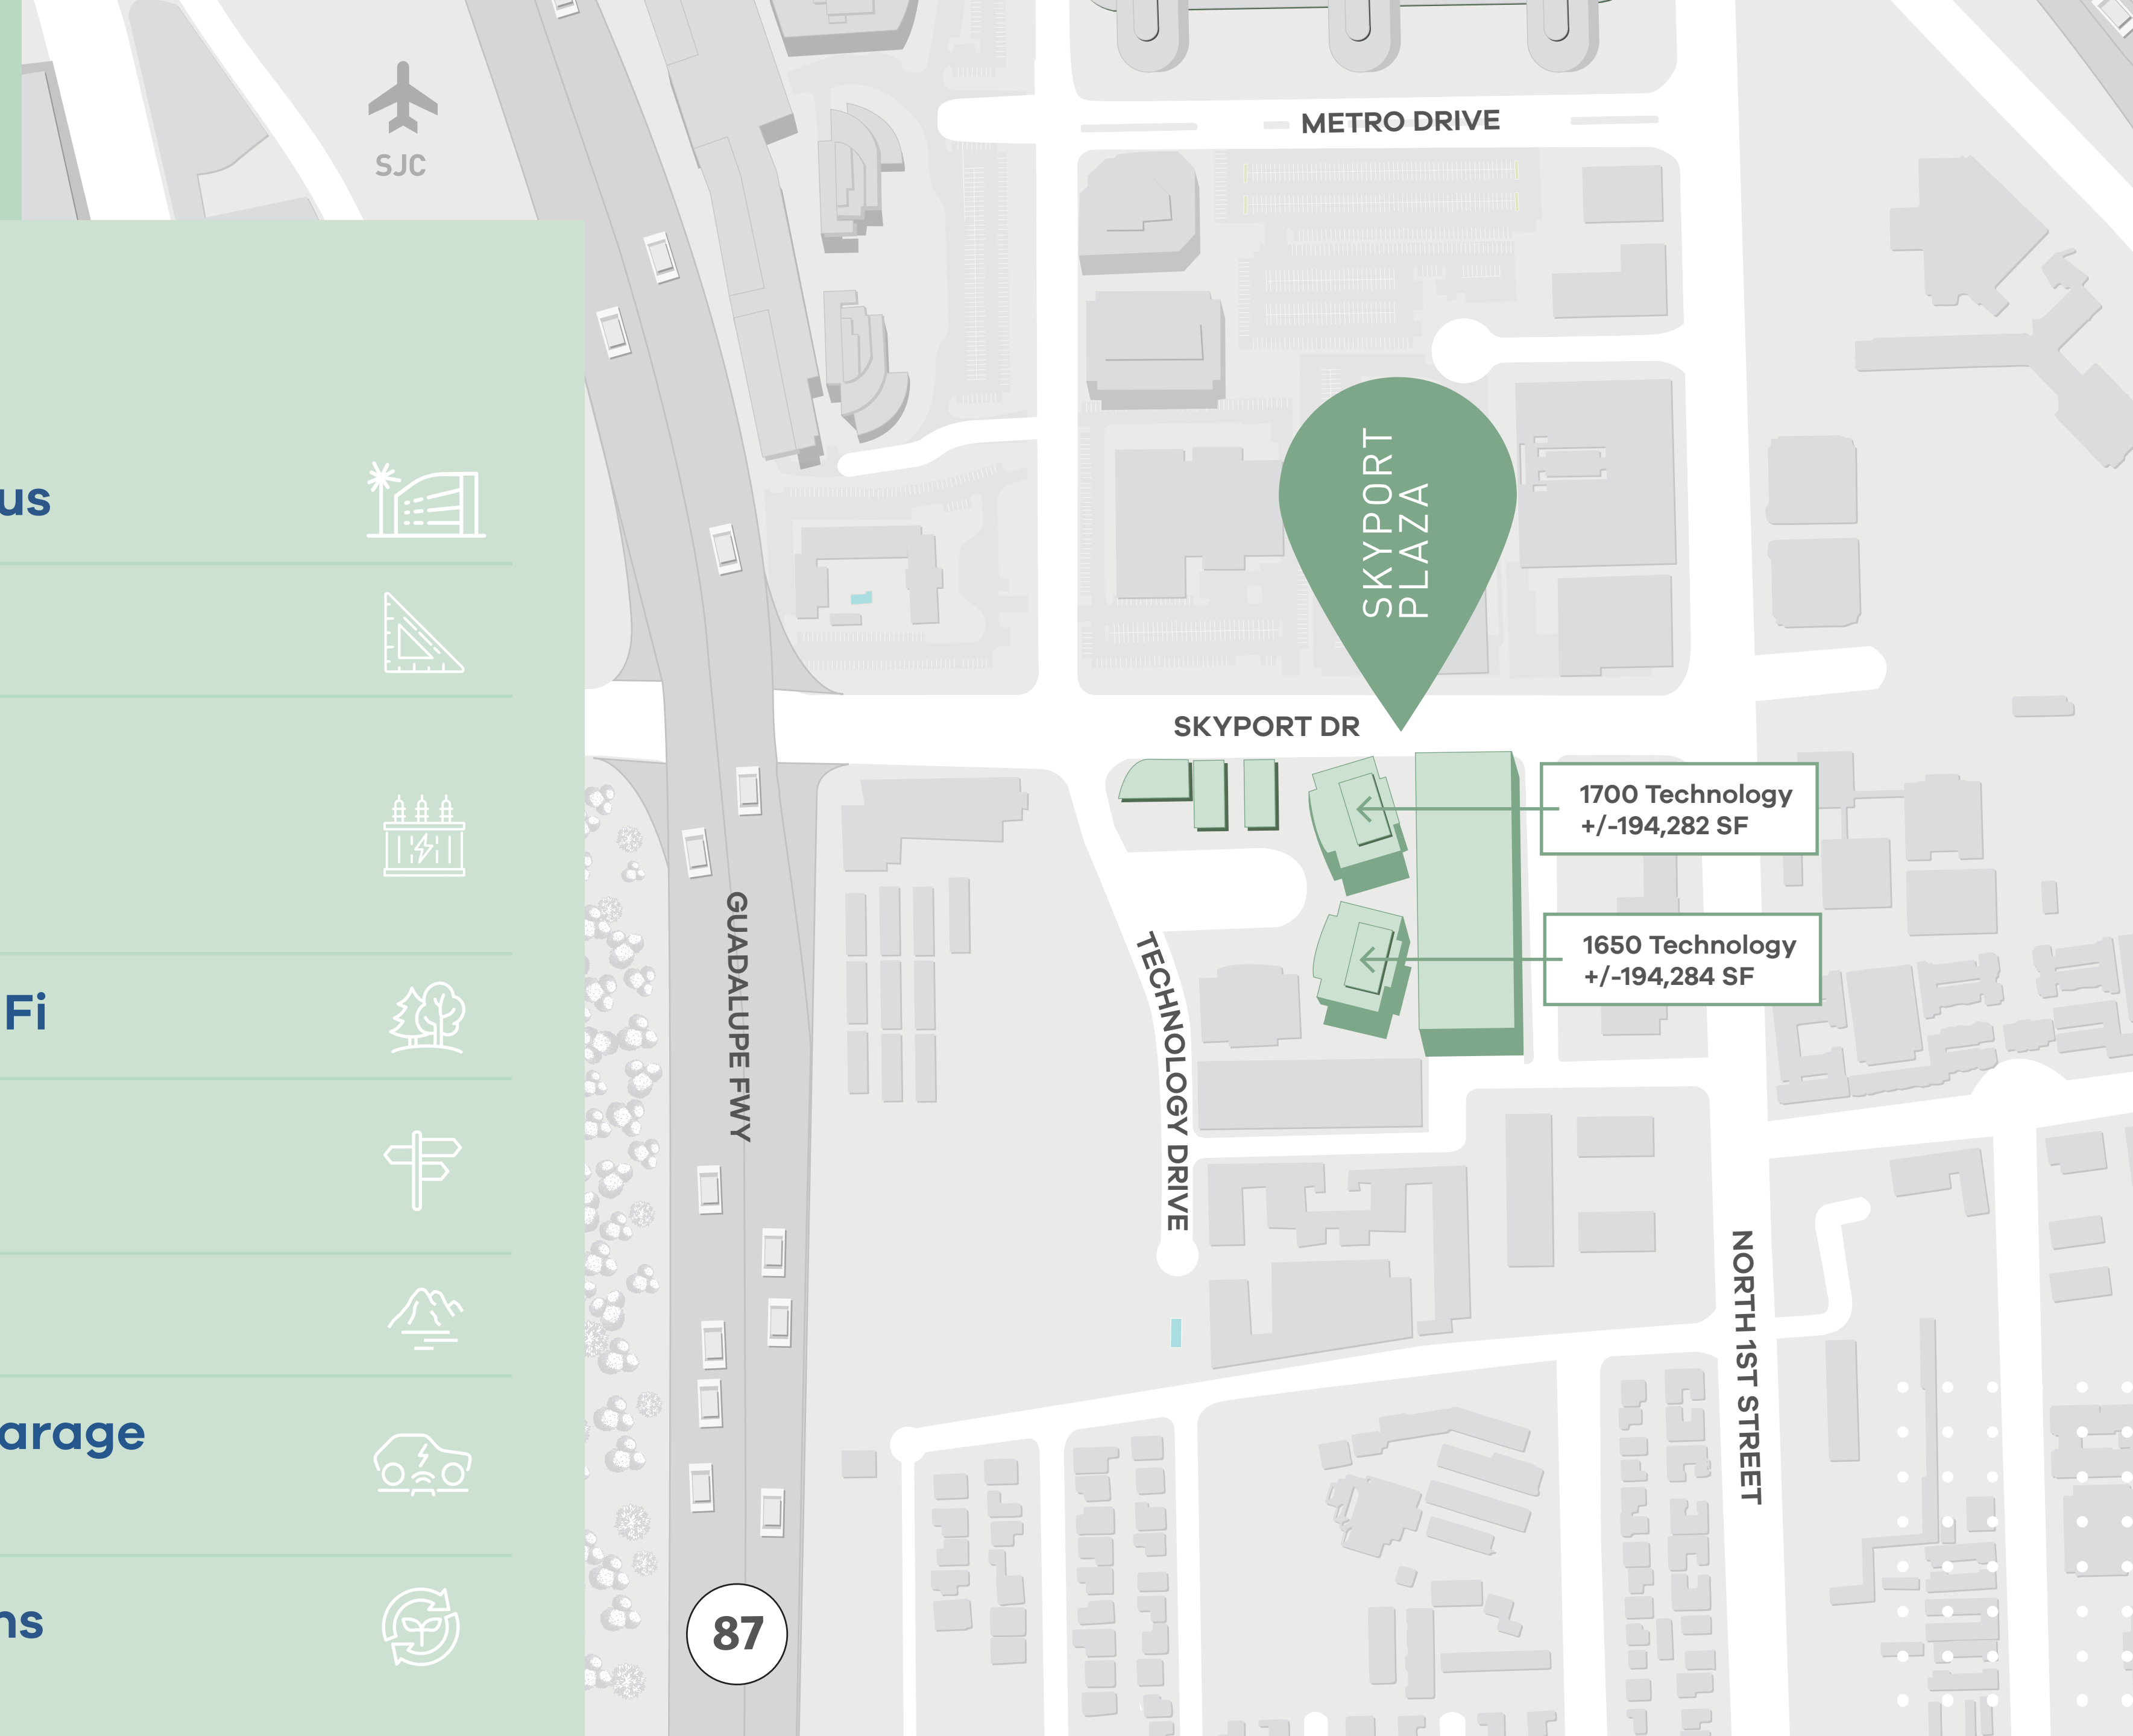 SJC
METRO DRIVE
us
SKYPORT
PLAZA
SKYPORT DR
1700 Technology
+/-194,282 SF
GUADALUPE FWY
TECHNOLOGY DRIVE
1650 Technology
+/-194,284 SF
Fi
NORTH 1ST STREET
arage
ns
87